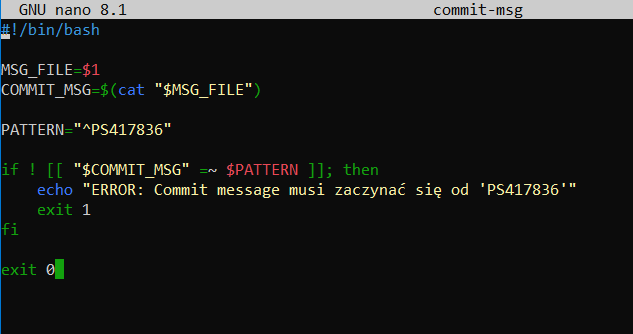 GNU nano 8.1 commit-msg
#!/bin/bash
MSG_FILE=$1
COMMIT_MSG=$(cat "$MSG_FILE")
PATTERN="^PS417836"
if ! [[ "$COMMIT_MSG" =~ $PATTERN ]]; then
    echo "ERROR: Commit message musi zaczynać się od 'PS417836'"
    exit 1
fi
exit 0